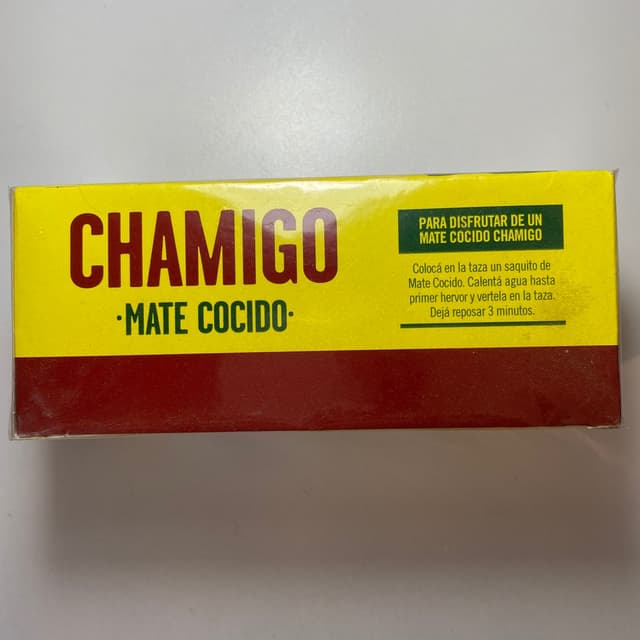 CHAMIGO
·MATE COCIDO·
PARA DISFRUTAR DE UN
MATE COCIDO CHAMIGO
Colocá en la taza un saquito de
Mate Cocido. Calentá agua hasta
primer hervor y vertela en la taza.
Dejá reposar 3 minutos.